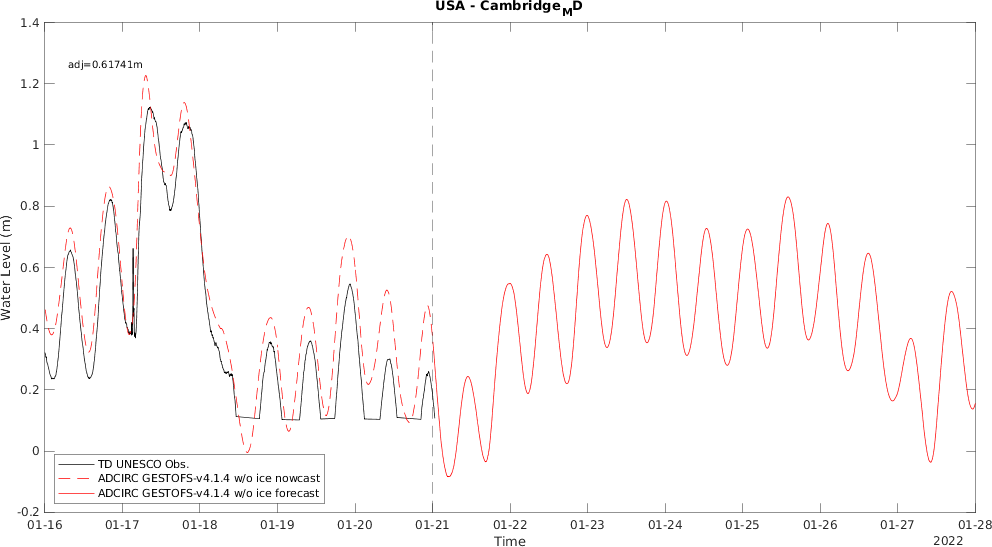 USA - Cambridge_MD
1.4
1.2
1
0.8
0.6
0.4
0.2
0
-0.2
Water Level (m)
adj=0.61741m
TD UNESCO Obs.
ADCIRC GESTOFS-v4.1.4 w/o ice nowcast
ADCIRC GESTOFS-v4.1.4 w/o ice forecast
01-16 01-17 01-18 01-19 01-20 01-21 01-22 01-23 01-24 01-25 01-26 01-27 01-28
Time
2022